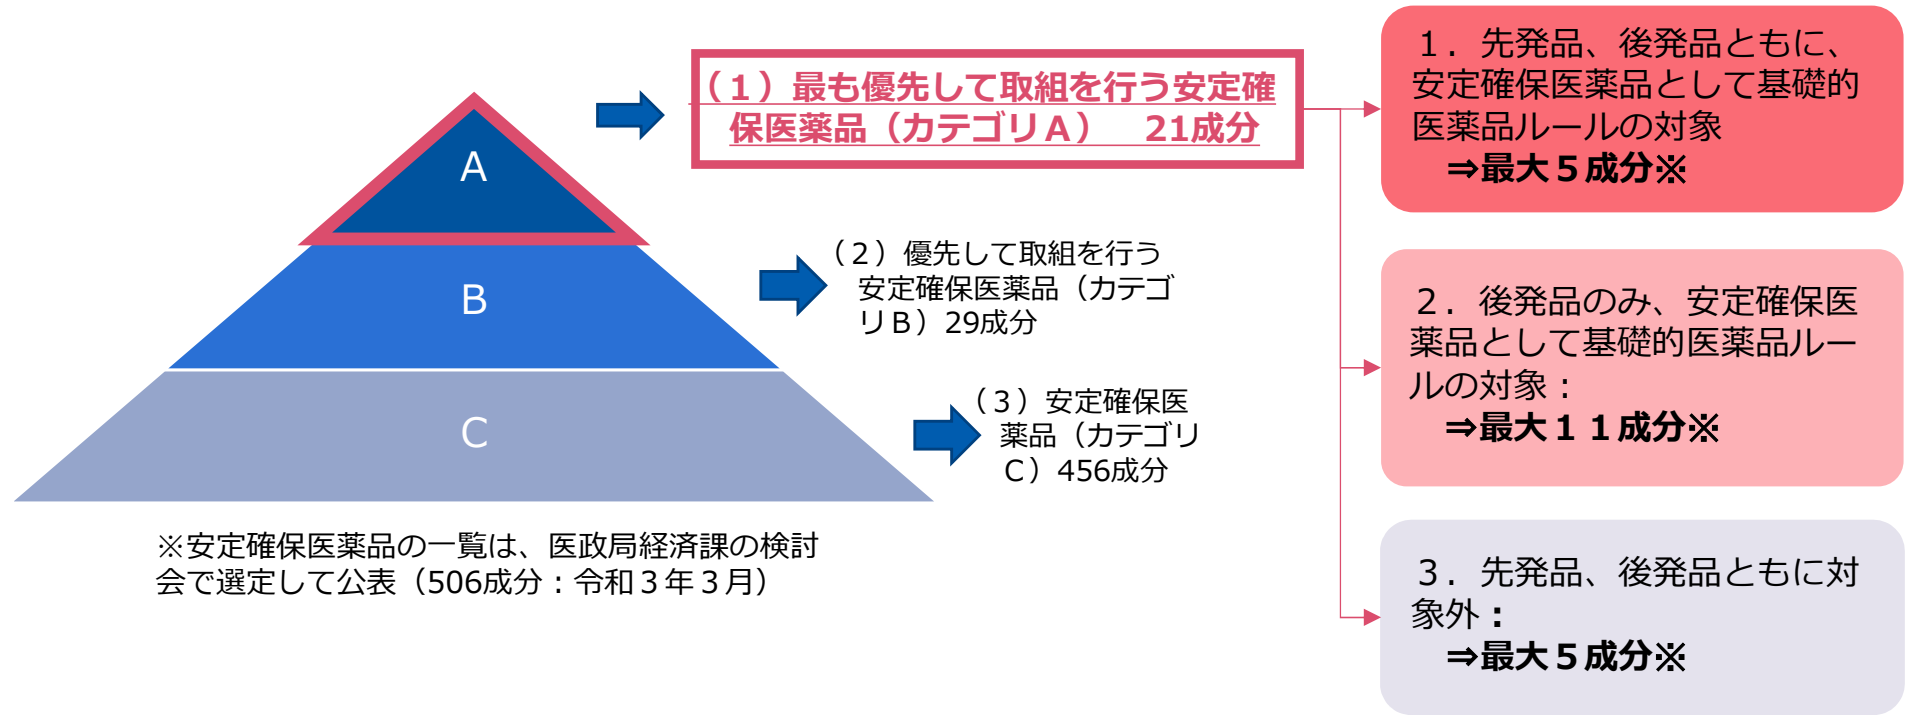 A
B
C
（１）最も優先して取組を行う安定確
保医薬品（カテゴリＡ）　21成分
（２）優先して取組を行う
安定確保医薬品（カテゴ
リＢ）29成分
（３）安定確保医
薬品（カテゴリ
Ｃ）456成分
※安定確保医薬品の一覧は、医政局経済課の検討
会で選定して公表（506成分：令和３年３月）
１．先発品、後発品ともに、
安定確保医薬品として基礎的
医薬品ルールの対象
⇒最大５成分※
２．後発品のみ、安定確保医
薬品として基礎的医薬品ルー
ルの対象：
⇒最大１１成分※
３．先発品、後発品ともに対
象外：
⇒最大５成分※